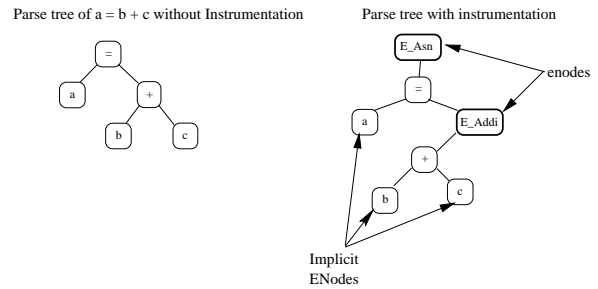 Parse tree of a = b + c without Instrumentation
=
a
+
b
c
Parse tree with instrumentation
E_Asn
enodes
=
a
E_Addi
+
b
c
Implicit
ENodes